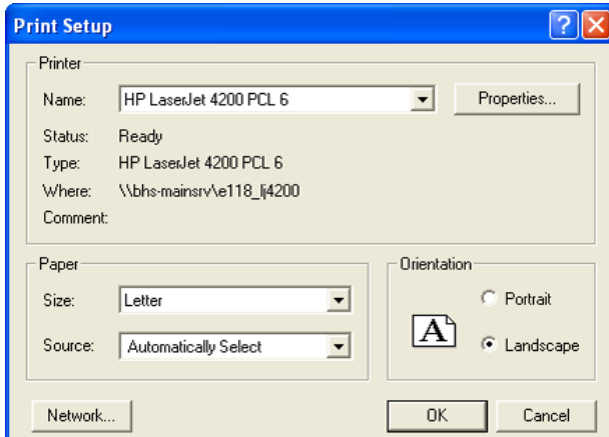 Print Setup
Printer
Name: HP LaserJet 4200 PCL 6 Properties...
Status: Ready
Type: HP LaserJet 4200 PCL 6
Where: \\bhs-mainsrv\e118_lj4200
Comment:
Paper
Size: Letter
Source: Automatically Select
Orientation
A
Portrait
Landscape
Network... OK Cancel